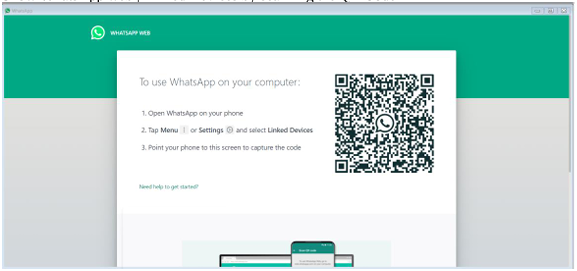 WhatsApp
WHATSAPP WEB
To use WhatsApp on your computer:
1. Open WhatsApp on your phone
2. Tap Menu or Settings and select Linked Devices
3. Point your phone to this screen to capture the code
Need help to get started?